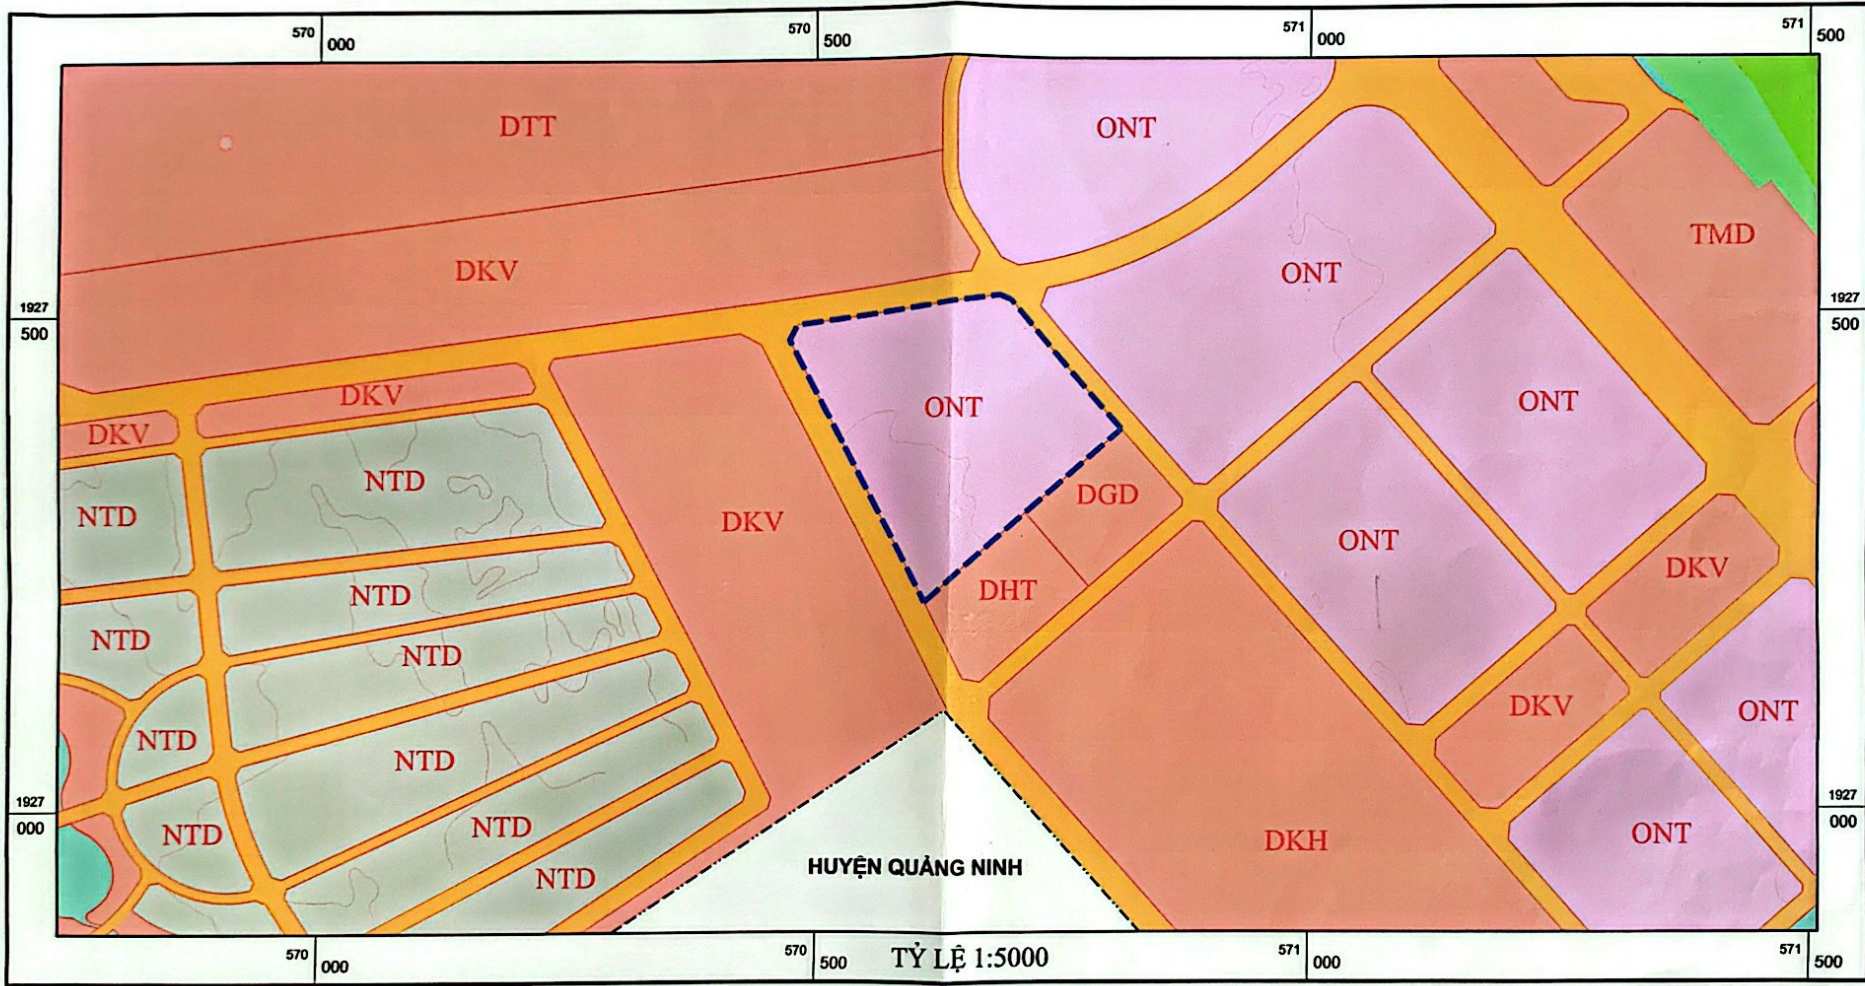 570 000
570 500
571 000
571 500
DTT
ONT
TMD
DKV
ONT
1927 500
1927 500
DKV
ONT
ONT
DKV
NTD
DGD
NTD
DKV
ONT
DKV
NTD
DHT
NTD
NTD
DKV
ONT
NTD
NTD
1927 000
1927 000
NTD
NTD
ONT
DKH
HUYỆN QUẢNG NINH
NTD
570 000
570 500
TỶ LỆ 1:5000
571 000
571 500